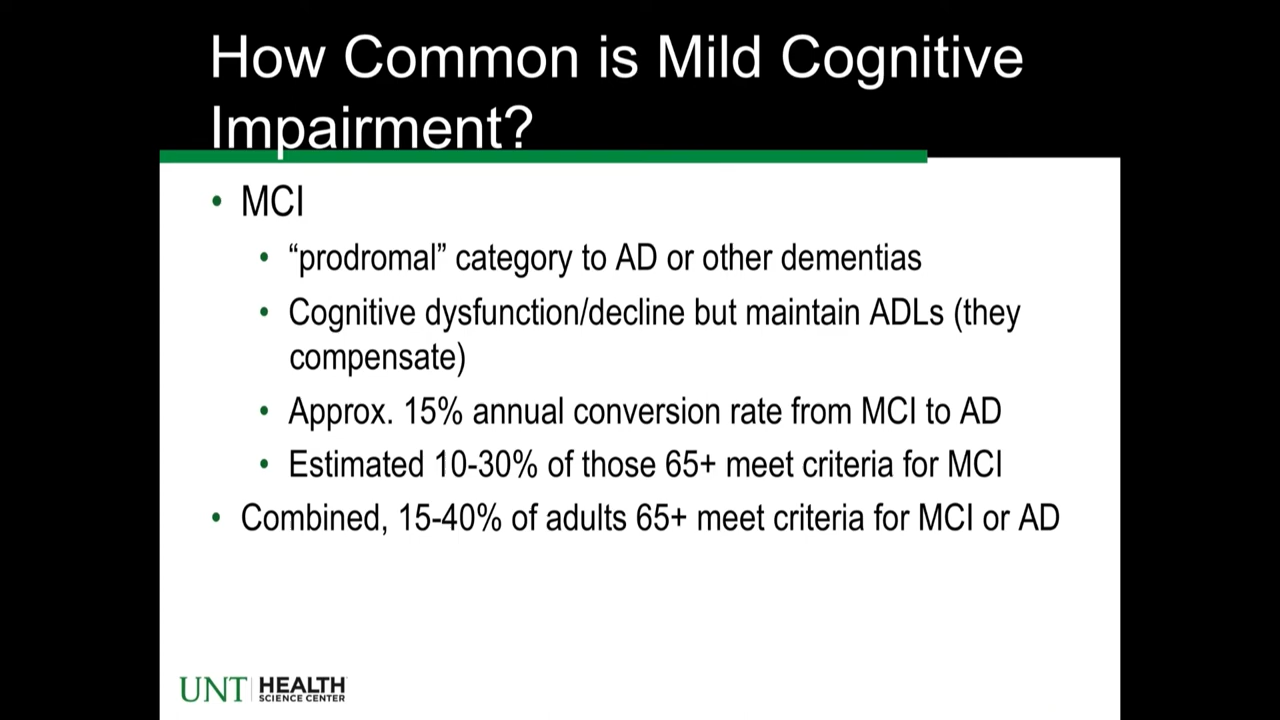 How Common is Mild Cognitive
Impairment?
• MCI
• “prodromal” category to AD or other dementias
• Cognitive dysfunction/decline but maintain ADLs (they
compensate)
• Approx. 15% annual conversion rate from MCI to AD
• Estimated 10-30% of those 65+ meet criteria for MCI
• Combined, 15-40% of adults 65+ meet criteria for MCI or AD
UNT HEALTH
SCIENCE CENTER